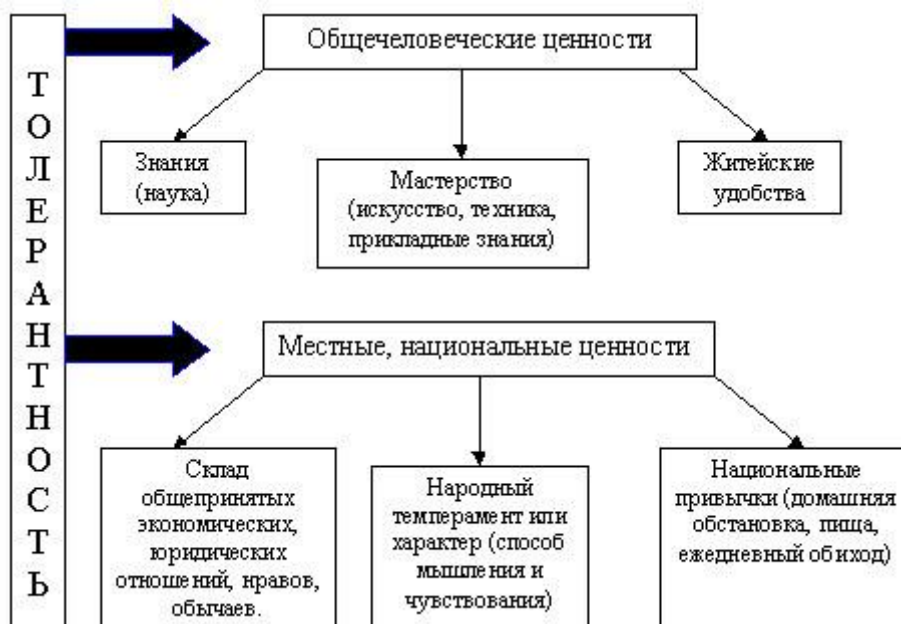 ТОЛЕРАНТНОСТЬ
Общечеловеческие ценности
Знания
(наука)
Мастерство
(искусство, техника,
прикладные знания)
Житейские
удобства
Местные, национальные ценности
Склад
общепринятых
экономических,
юридических
отношений, нравов,
обычаев.
Народный
темперамент или
характер (способ
мышления и
чувствования)
Национальные
привычки (домашняя
обстановка, пища,
ежедневный обиход)